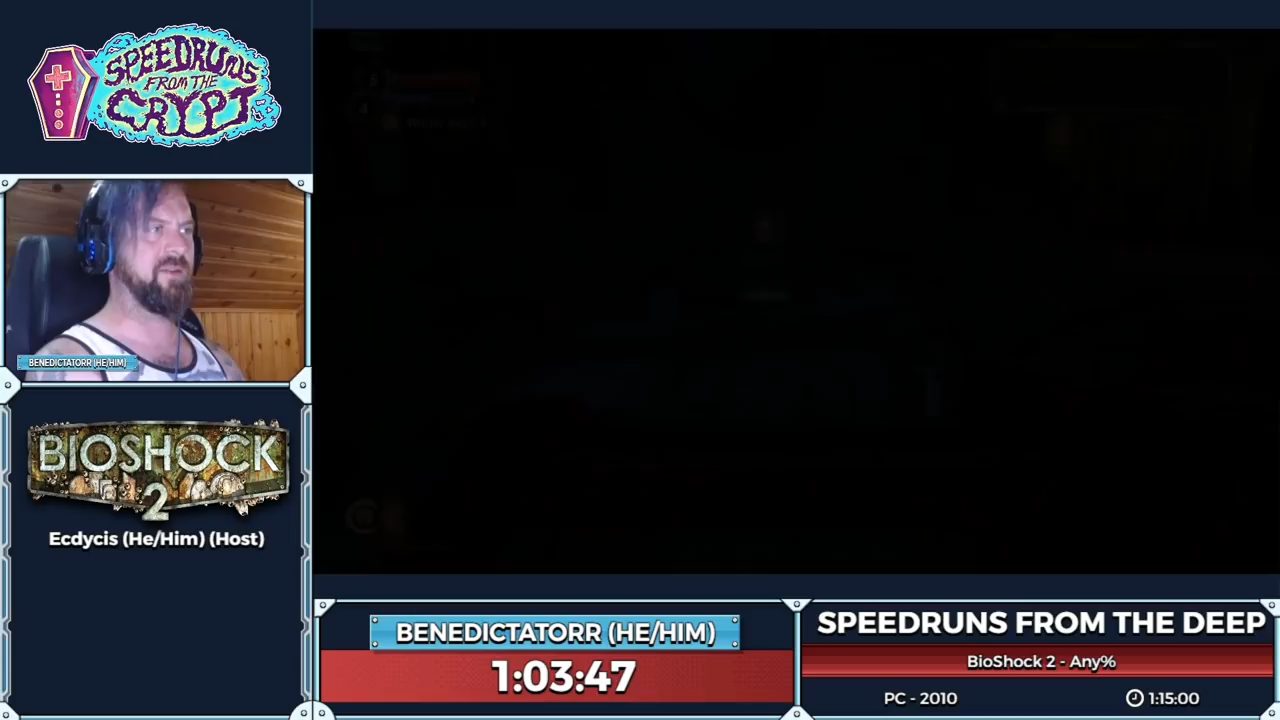 SPEEDRUNS
FROM THE
CRYPT
BENEDICTATORR (HE/HIM)
BIOSHOCK
2
Ecdycis (He/Him) (Host)
BENEDICTATORR (HE/HIM)
1:03:47
SPEEDRUNS FROM THE DEEP
BioShock 2 - Any%
PC - 2010
1:15:00